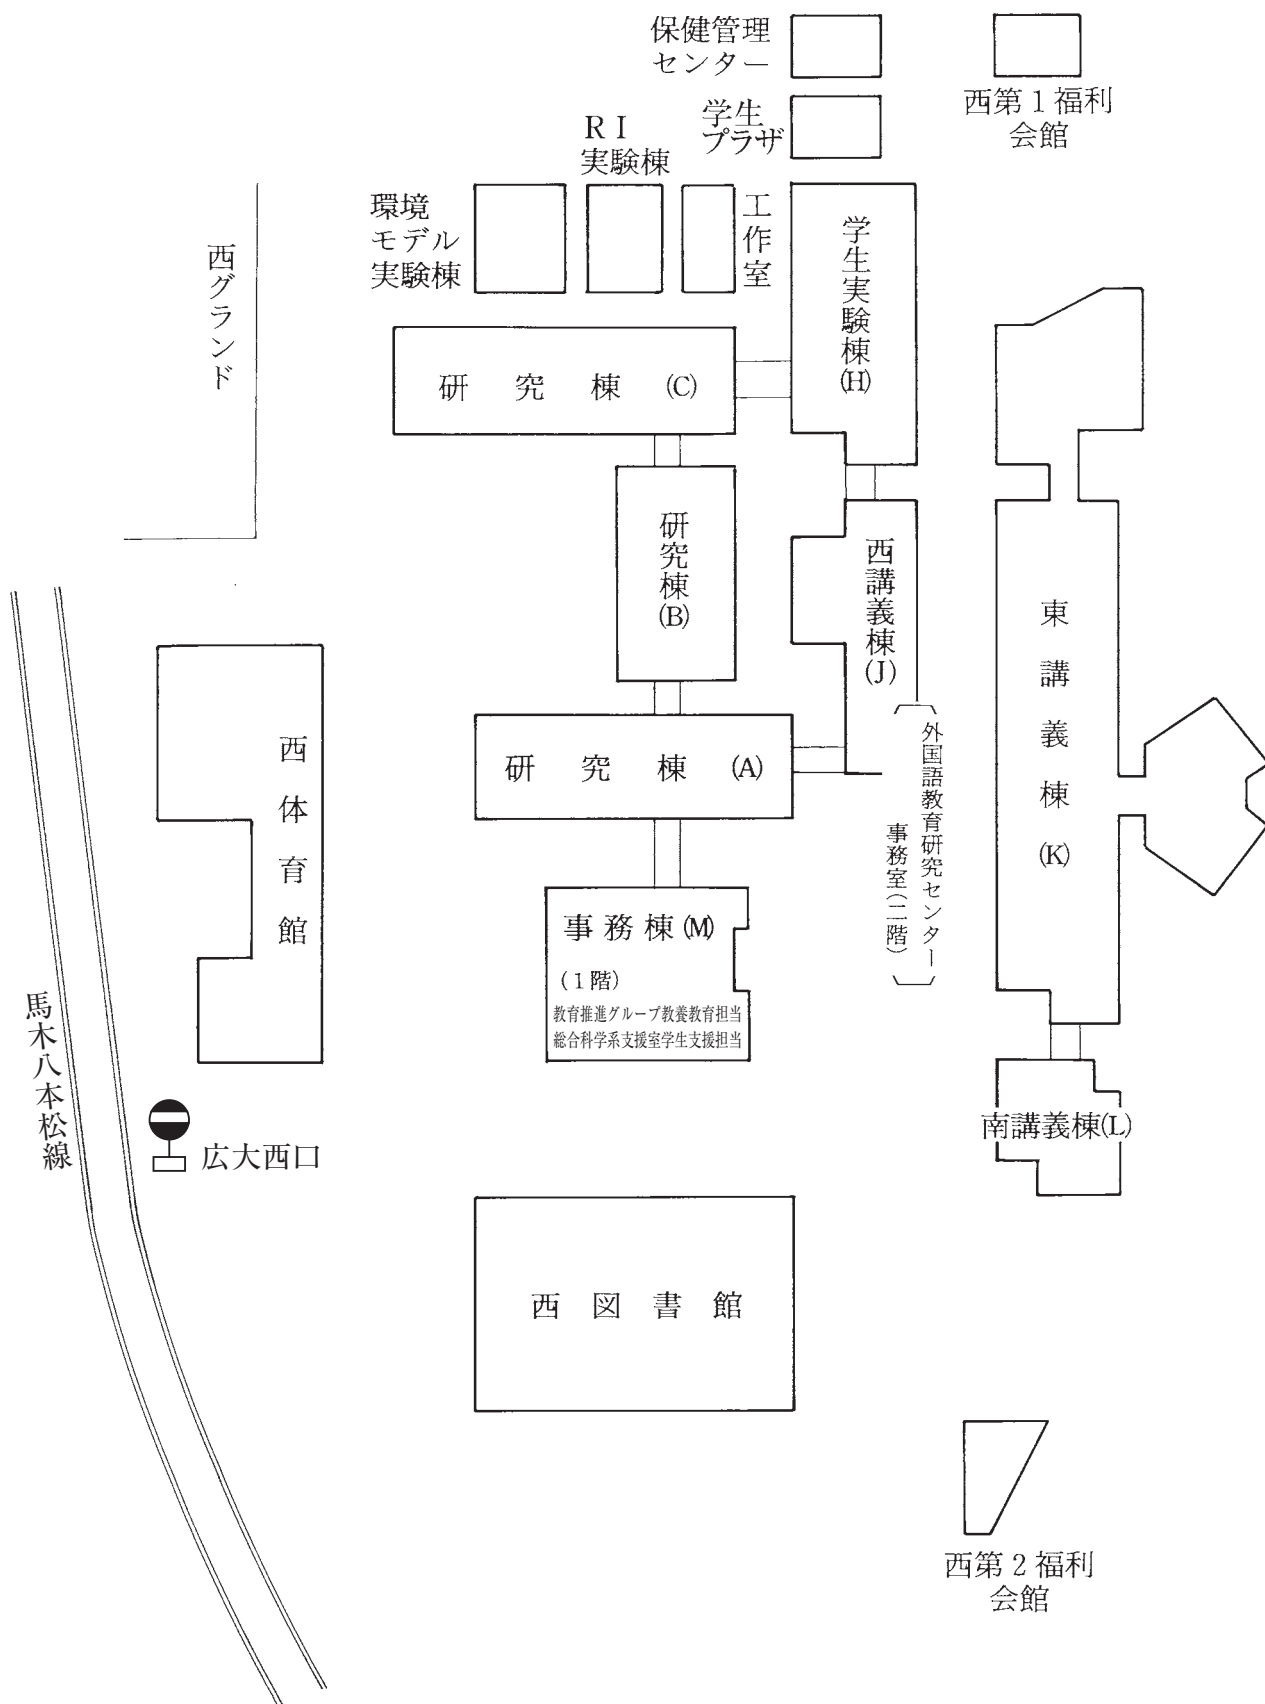 保健管理
センター
西第1福利
会館
学生
プラザ
RI
実験棟
環境
モデル
実験棟
工作室
西グランド
学生実験棟(H)
研究棟(C)
研究棟(B)
西講義棟(J)
東講義棟(K)
研究棟(A)
外国語教育研究センター
事務室(二階)
西体育館
事務棟(M)
(1階)
教育推進グループ教養教育担当
総合科学系支援室学生支援担当
馬木八本松線
広大西口
南講義棟(L)
西図書館
西第2福利
会館